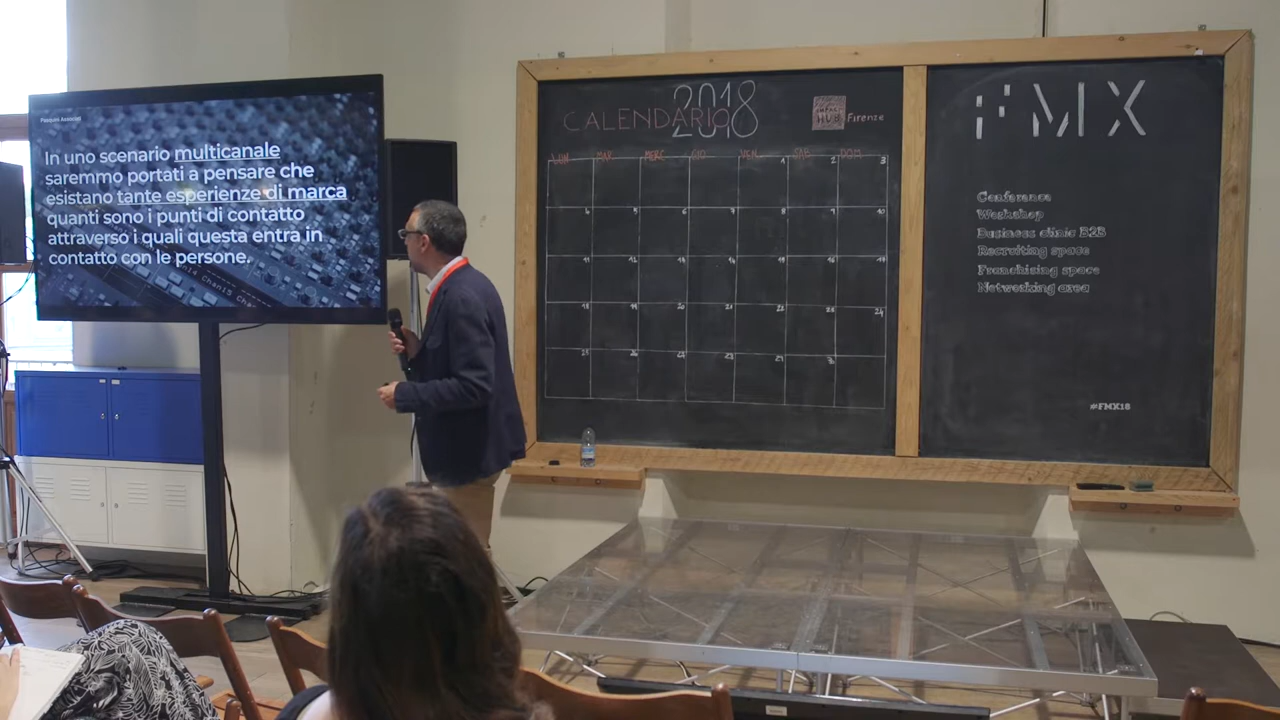 Pasquini Associati
In uno scenario multicanale
saremmo portati a pensare che
esistano tante esperienze di marca
quanti sono i punti di contatto
attraverso i quali questa entra in
contatto con le persone.
Chan14 Chan15
2018
CALENDARIO
IMPACT
HUB Firenze
LUN MAR MERC GIO VEN SAB DOM
1 2 3
4 5 6 7 8 9 10
11 12 13 14 15 16 17
18 19 20 21 22 23 24
25 26 27 28 29 30
FMX
Conference
Workshop
Business clinic B2B
Recruiting space
Franchising space
Networking area
#FMX18